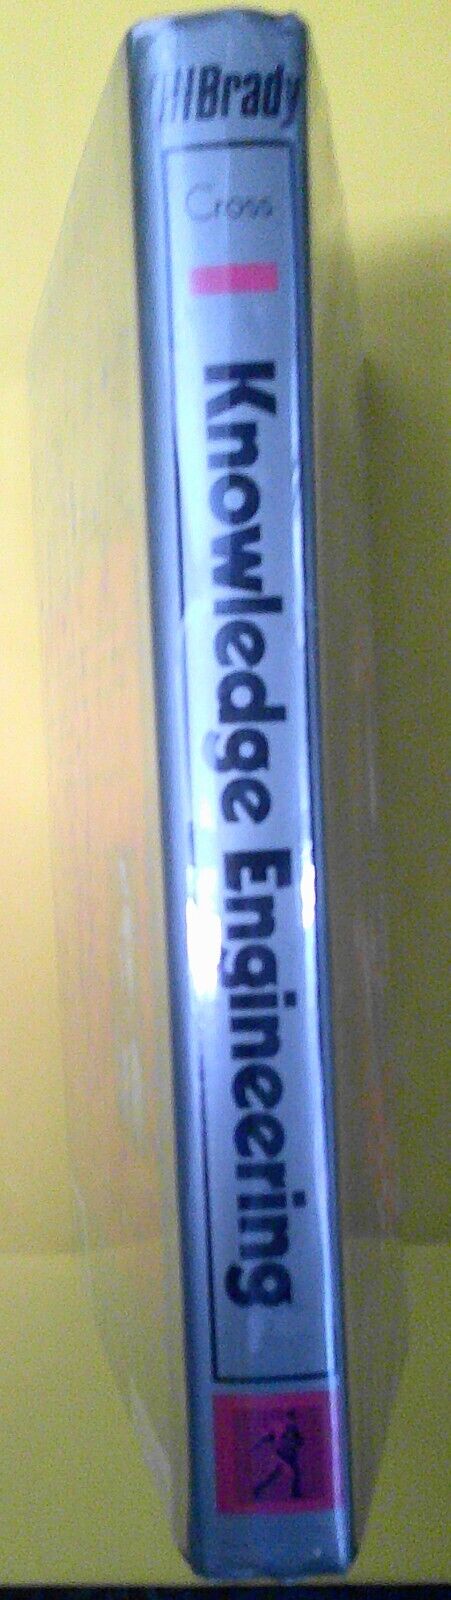 Brady
Cross
Knowledge Engineering